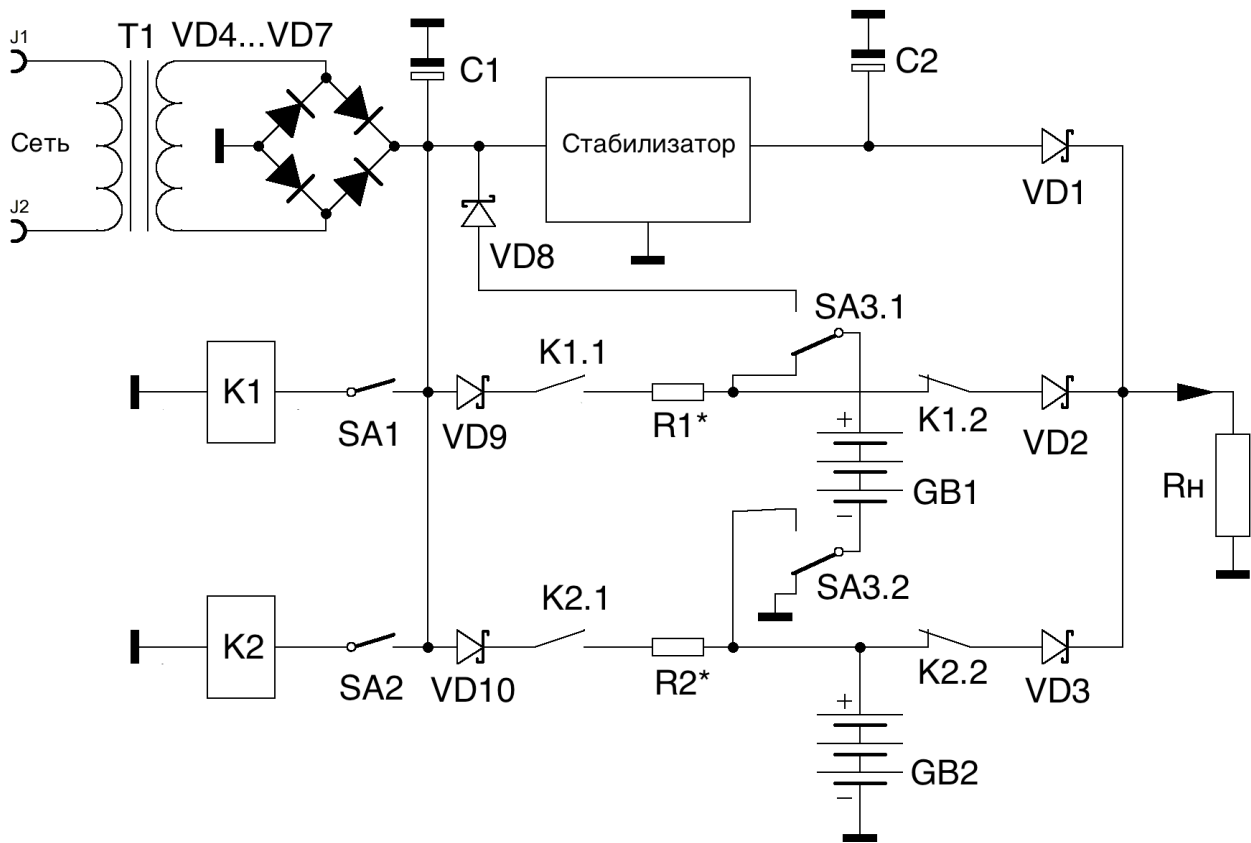 J1
T1 VD4...VD7
C1
C2
Сеть
Стабилизатор
J2
VD1
VD8
SA3.1
K1
K1.1
SA1
VD9
R1*
+
K1.2
VD2
GB1
Rн
–
SA3.2
K2.1
K2
SA2
VD10
R2*
+
K2.2
VD3
GB2
–